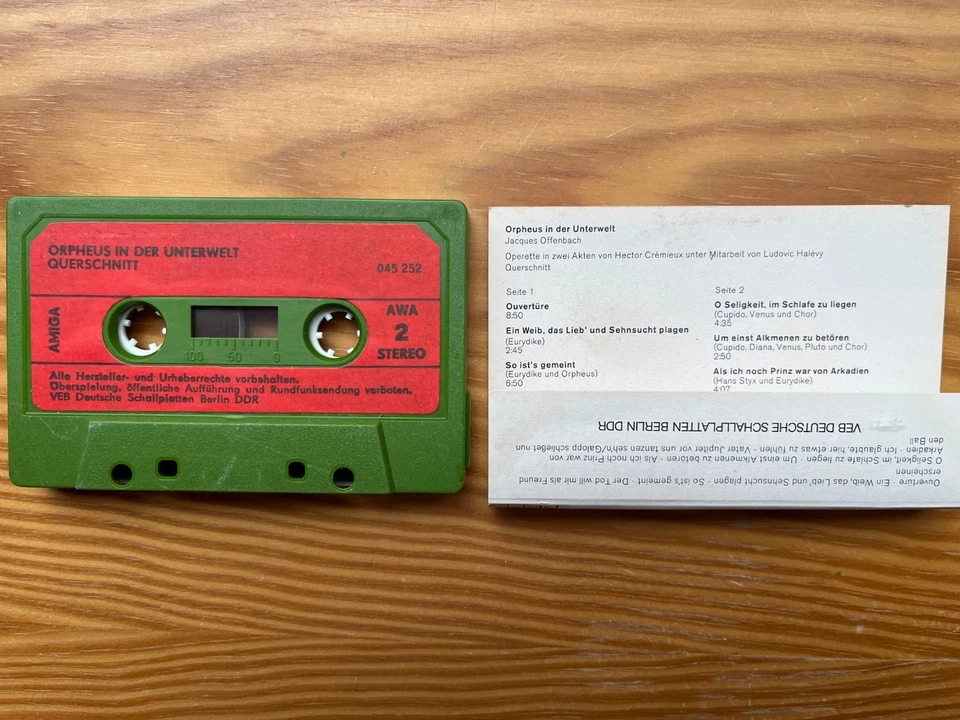 ORPHEUS IN DER UNTERWELT
QUERSCHNITT
045 252
AMIGA
AWA
2
STEREO
100 50 0
Alle Hersteller- und Urheberrechte vorbehalten.
Überspielung, öffentliche Aufführung und Rundfunksendung verboten.
VEB Deutsche Schallplatten Berlin DDR
Orpheus in der Unterwelt
Jacques Offenbach
Operette in zwei Akten von Hector Crémieux unter Mitarbeit von Ludovic Halévy
Querschnitt
Seite 1
Ouvertüre
8:50
Ein Weib, das Lieb' und Sehnsucht plagen
(Eurydike)
2:45
So ist's gemeint
(Eurydike und Orpheus)
6:50
Seite 2
O Seligkeit, im Schlafe zu liegen
(Cupido, Venus und Chor)
4:35
Um einst Alkmenen zu betören
(Cupido, Diana, Venus, Pluto und Chor)
2:50
Als ich noch Prinz war von Arkadien
(Hans Styx und Eurydike)
4:07
Ouvertüre · Ein Weib, das Lieb' und Sehnsucht plagen · So ist's gemeint · Der Tod will mir als Freund
erscheinen
O Seligkeit, im Schlafe zu liegen · Um einst Alkmenen zu betören · Als ich noch Prinz war von
Arkadien · Ich glaubte, hier etwas zu fühlen · Vater Jupiter vor uns tanzen seh'n/Galopp schließet nun
den Ball
VEB DEUTSCHE SCHALLPLATTEN BERLIN DDR